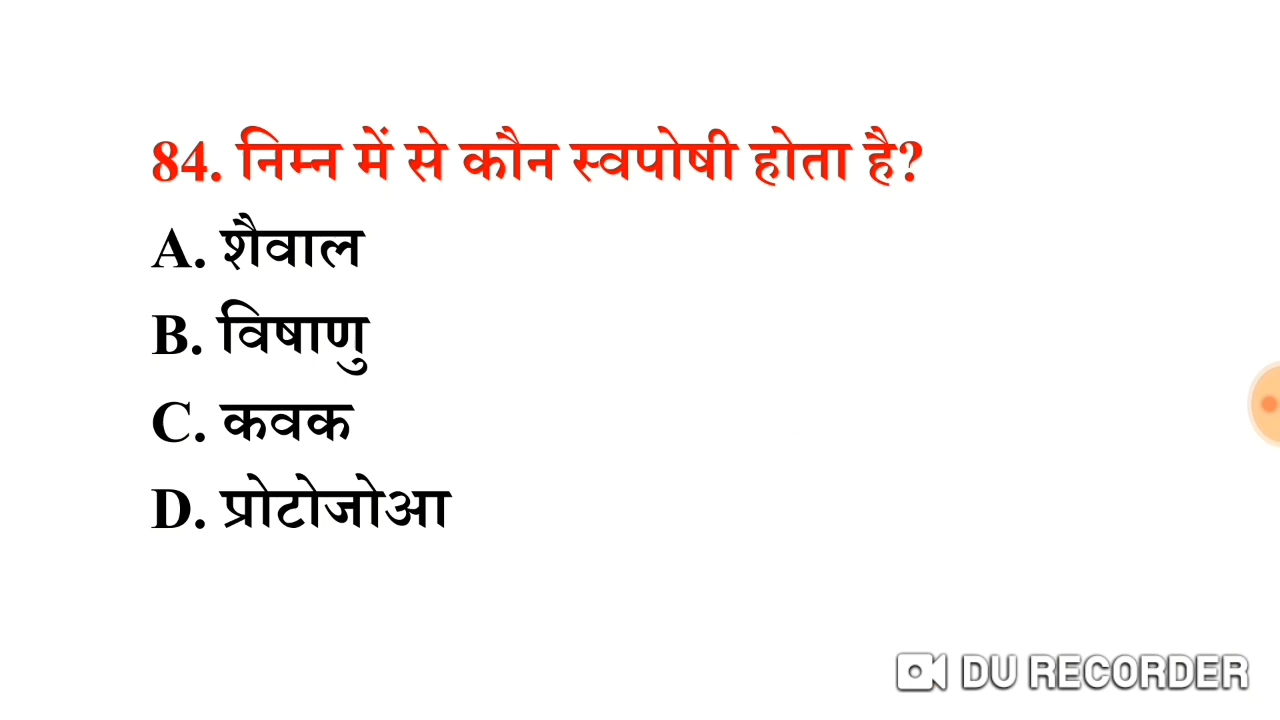 84. निम्न में से कौन स्वपोषी होता है?
A. शैवाल
B. विषाणु
C. कवक
D. प्रोटोजोआ
DU RECORDER